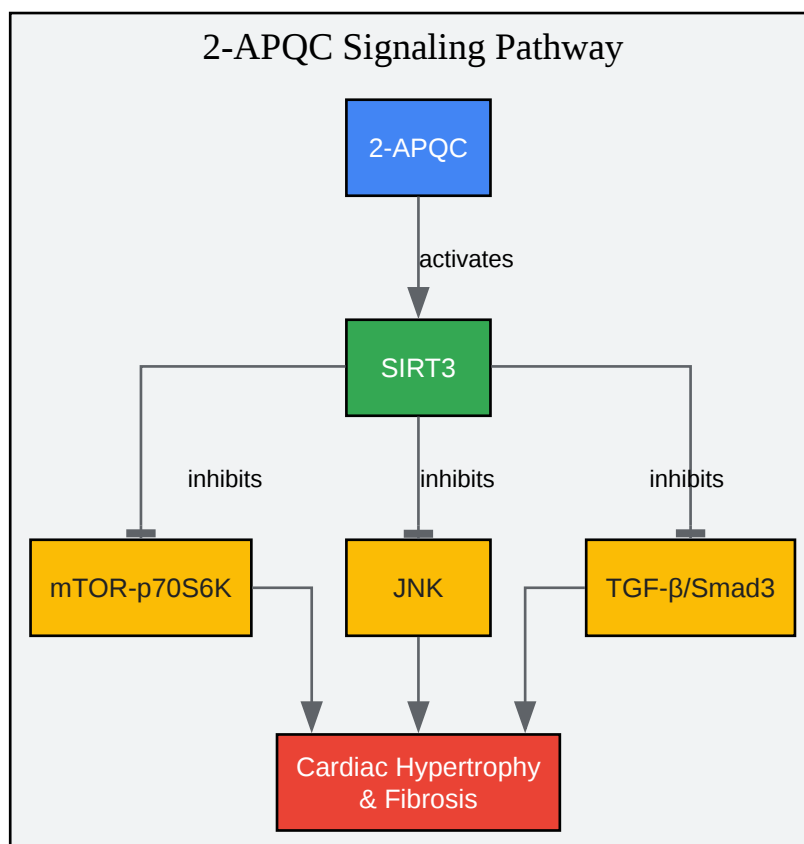 2-APQC Signaling Pathway
2-APQC
activates
SIRT3
inhibits
inhibits
inhibits
mTOR-p70S6K
JNK
TGF-β/Smad3
Cardiac Hypertrophy
& Fibrosis